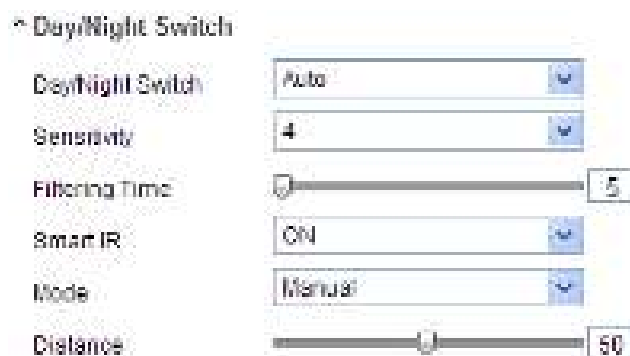 ^ Day/Night Switch
Day/Night Switch Auto
Sensitivity 4
Filtering Time 5
Smart IR ON
Mode Manual
Distance 50